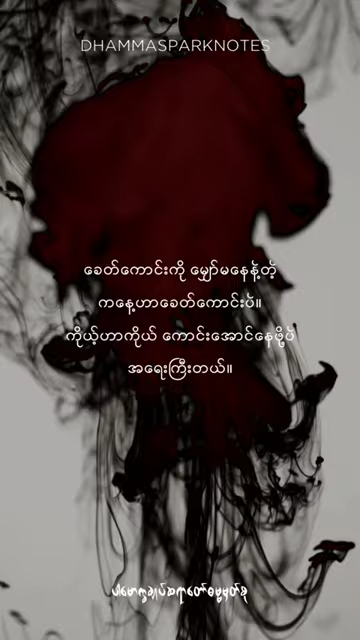 DHAMMASPARKNOTES
ခေတ်ကောင်းကို မျှော်မနေနဲ့တဲ့
ကနေ့ဟာခေတ်ကောင်းပဲ။
ကိုယ့်ဟာကိုယ် ကောင်းအောင်နေဖို့ပဲ
အရေးကြီးတယ်။